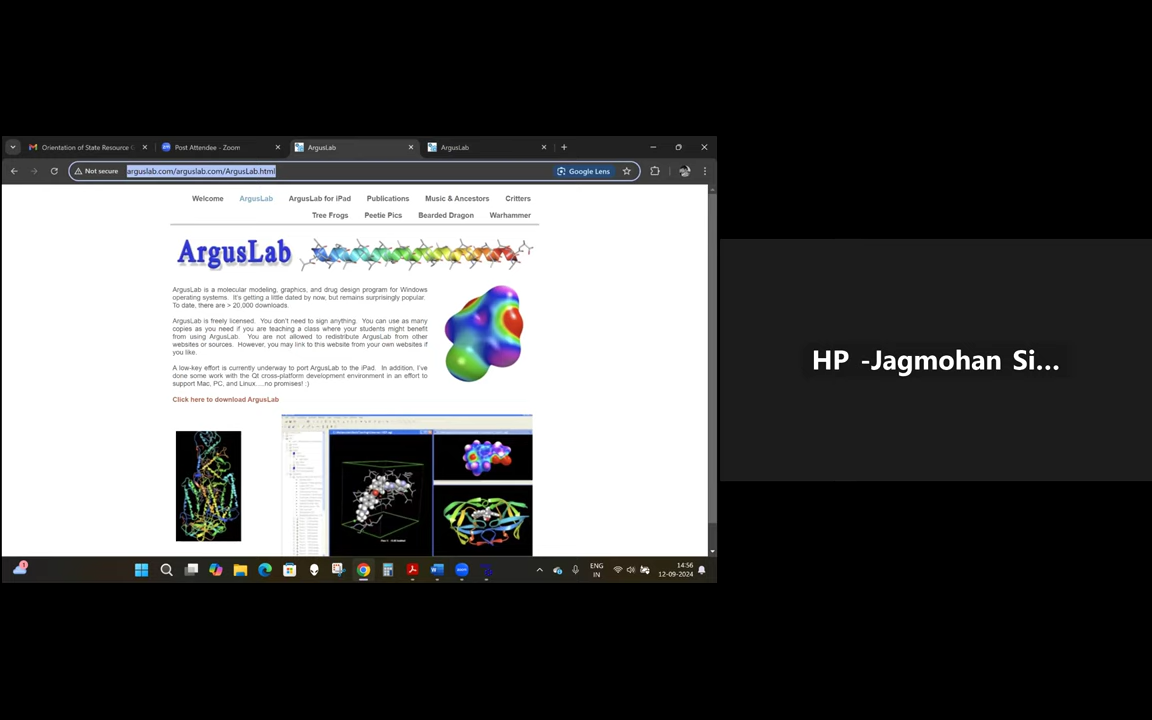 Orientation of State Resource G
Post Attendee - Zoom
ArgusLab
ArgusLab
Not secure
arguslab.com/arguslab.com/ArgusLab.html
Google Lens
Welcome ArgusLab ArgusLab for iPad Publications Music & Ancestors Critters
Tree Frogs Peetie Pics Bearded Dragon Warhammer
ArgusLab
ArgusLab is a molecular modeling, graphics, and drug design program for Windows
operating systems. It's getting a little dated by now, but remains surprisingly popular.
To date, there are > 20,000 downloads.
ArgusLab is freely licensed. You don't need to sign anything. You can use as many
copies as you need if you are teaching a class where your students might benefit
from using ArgusLab. You are not allowed to redistribute ArgusLab from other
websites or sources. However, you may link to this website from your own websites if
you like.
A low-key effort is currently underway to port ArgusLab to the iPad. In addition, I've
done some work with the Qt cross-platform development environment in an effort to
support Mac, PC, and Linux.....no promises! :)
Click here to download ArgusLab
HP -Jagmohan Si...
1
ENG
IN
14:56
12-09-2024